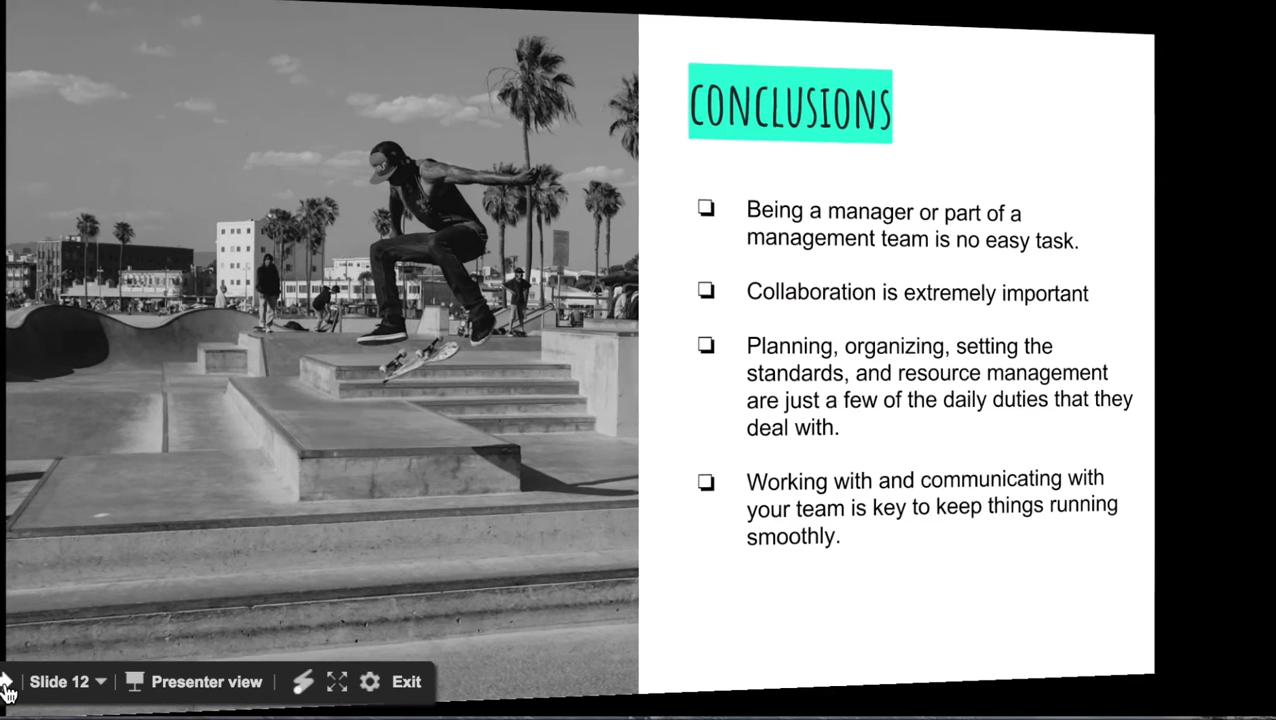 CONCLUSIONS
Being a manager or part of a
management team is no easy task.
Collaboration is extremely important
Planning, organizing, setting the
standards, and resource management
are just a few of the daily duties that they
deal with.
Working with and communicating with
your team is key to keep things running
smoothly.
Slide 12 Presenter view Exit